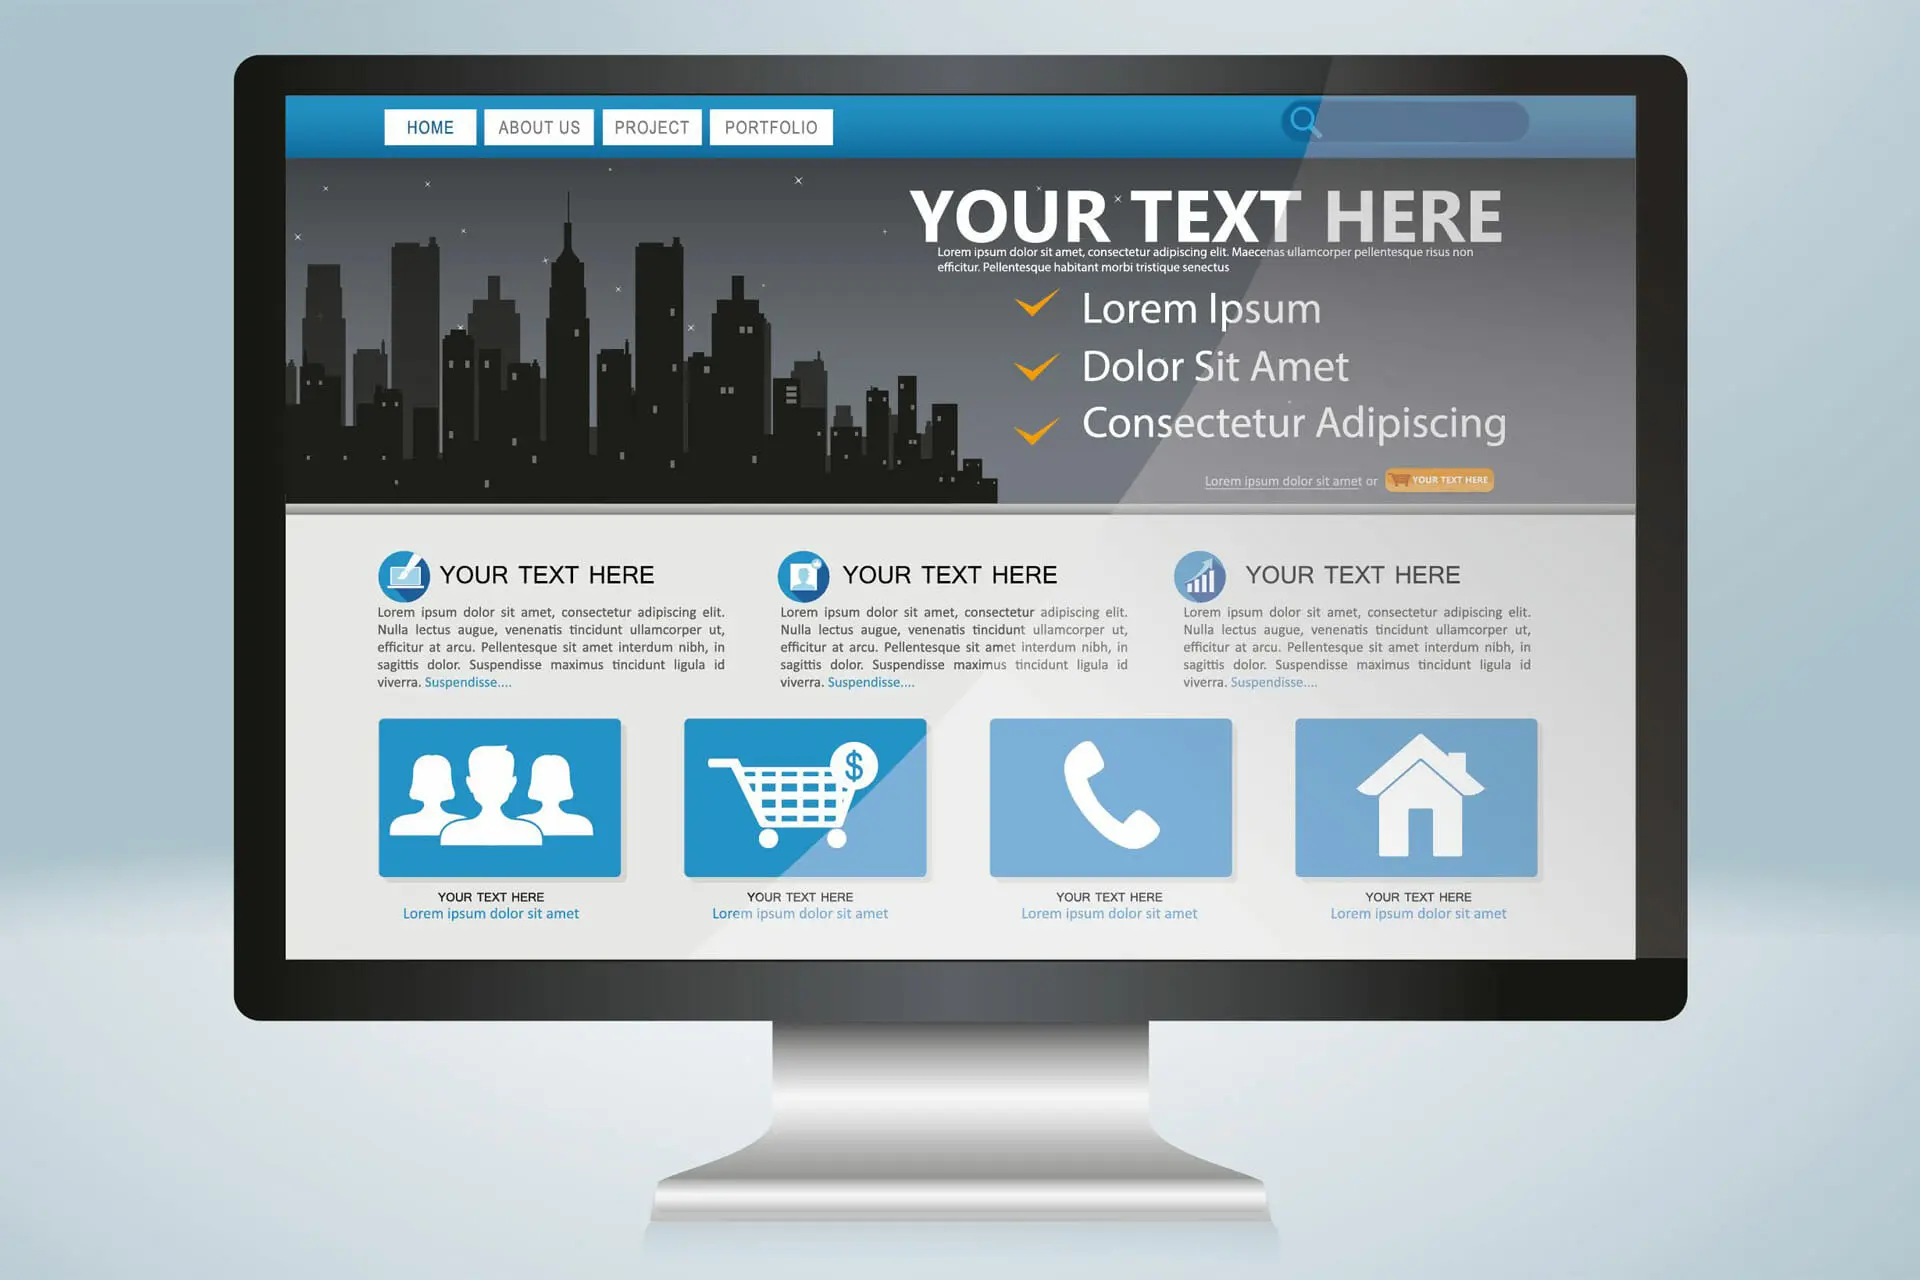 HOME ABOUT US PROJECT PORTFOLIO
YOUR TEXT HERE
Lorem ipsum dolor sit amet, consectetur adipiscing elit. Maecenas ullamcorper pellentesque risus non
efficitur. Pellentesque habitant morbi tristique senectus
Lorem Ipsum
Dolor Sit Amet
Consectetur Adipiscing
Lorem ipsum dolor sit amet or YOUR TEXT HERE
YOUR TEXT HERE
Lorem ipsum dolor sit amet, consectetur adipiscing elit.
Nulla lectus augue, venenatis tincidunt ullamcorper ut,
efficitur at arcu. Pellentesque sit amet interdum nibh, in
sagittis dolor. Suspendisse maximus tincidunt ligula id
viverra. Suspendisse....
YOUR TEXT HERE
Lorem ipsum dolor sit amet, consectetur adipiscing elit.
Nulla lectus augue, venenatis tincidunt ullamcorper ut,
efficitur at arcu. Pellentesque sit amet interdum nibh, in
sagittis dolor. Suspendisse maximus tincidunt ligula id
viverra. Suspendisse....
YOUR TEXT HERE
Lorem ipsum dolor sit amet, consectetur adipiscing elit.
Nulla lectus augue, venenatis tincidunt ullamcorper ut,
efficitur at arcu. Pellentesque sit amet interdum nibh, in
sagittis dolor. Suspendisse maximus tincidunt ligula id
viverra. Suspendisse....
$
YOUR TEXT HERE
Lorem ipsum dolor sit amet
YOUR TEXT HERE
Lorem ipsum dolor sit amet
YOUR TEXT HERE
Lorem ipsum dolor sit amet
YOUR TEXT HERE
Lorem ipsum dolor sit amet